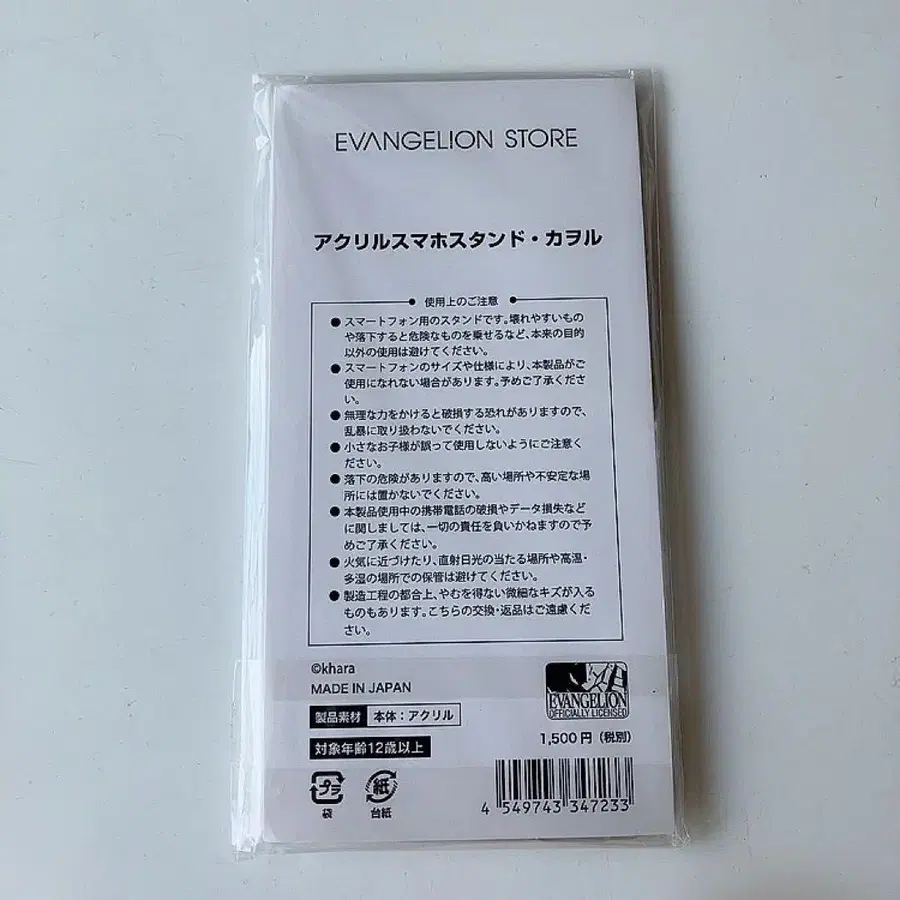 EVANGELION STORE
アクリルスマホスタンド・カヲル
使用上のご注意
●スマートフォン用のスタンドです。壊れやすいもの
や落下すると危険なものを乗せるなど、本来の目的
以外の使用は避けてください。
●スマートフォンのサイズや仕様により、本製品がご
使用になれない場合があります。予めご了承くださ
い。
●無理な力をかけると破損する恐れがありますので、
乱暴に取り扱わないでください。
●小さなお子様が誤って使用しないようにご注意く
ださい。
●落下の危険がありますので、高い場所や不安定な場
所には置かないでください。
●本製品使用中の携帯電話の破損やデータ損失など
に関しましては、一切の責任を負いかねますので予
めご了承ください。
●火気に近づけたり、直射日光の当たる場所や高温・
多湿の場所での保管は避けてください。
●製造工程の都合上、やむを得ない微細なキズが入る
ものもあります。こちらの交換・返品はご遠慮くだ
さい。
©khara
MADE IN JAPAN
製品素材 本体:アクリル
対象年齢12歳以上
プラ 紙
袋 台紙
EVANGELION
OFFICIALLY LICENSED
1,500円(税別)
4 549743 347233